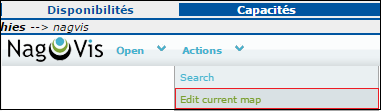 Disponibilités Capacités
hies --> nagvis
NagVis Open Actions
Search
Edit current map